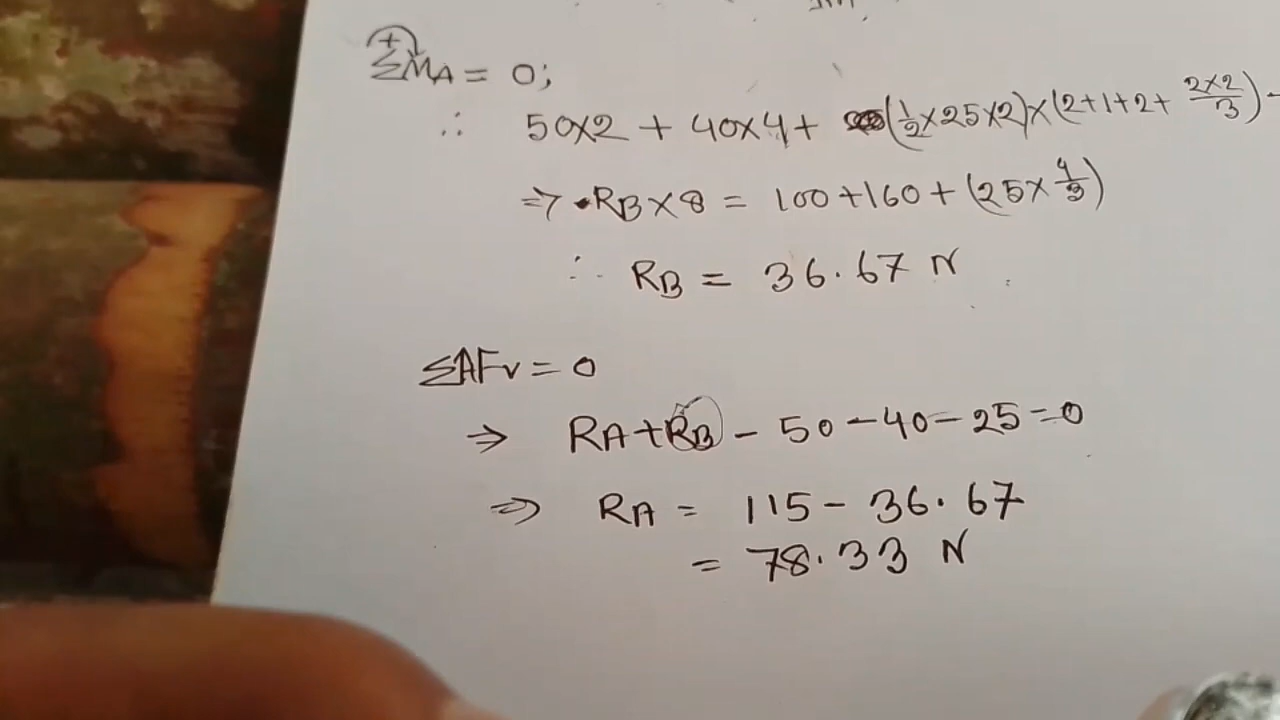 ΣMA = 0;
∴ 50×2 + 40×4 + (1/2×25×2)×(2+1+2+ 2×2/3) -
⇒ RB×8 = 100+160+(25×4/3)
∴ RB = 36.67 N
Σ↑Fv = 0
⇒ RA+RB - 50-40-25=0
⇒ RA = 115 - 36.67
= 78.33 N